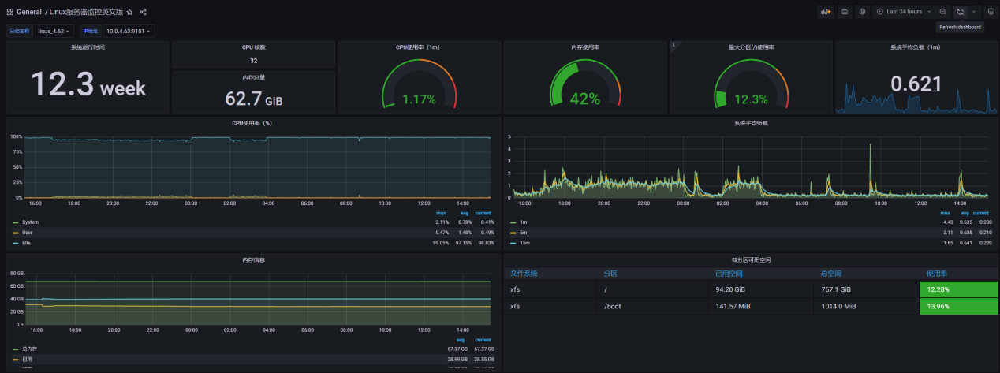 General / Linux服务器监控英文版
Last 24 hours
Refresh dashboard
分组名称 linux_4.62 IP地址 10.0.4.62:9101
系统运行时间
12.3 week
CPU 核数
32
内存总量
62.7 GiB
CPU使用率（1m）
1.17%
内存使用率
42%
最大分区(/)使用率
12.3%
系统平均负载（1m）
0.621
CPU使用率（%）
100%
75%
50%
25%
0%
16:00 18:00 20:00 22:00 00:00 02:00 04:00 06:00 08:00 10:00 12:00 14:00
max avg current
System 2.11% 0.78% 0.41%
User 5.47% 1.48% 0.49%
Idle 99.05% 97.15% 98.83%
系统平均负载
5
4
3
2
1
0
16:00 18:00 20:00 22:00 00:00 02:00 04:00 06:00 08:00 10:00 12:00 14:00
max avg current
1m 4.43 0.635 0.200
5m 2.11 0.638 0.210
15m 1.65 0.641 0.220
内存信息
80 GB
60 GB
40 GB
20 GB
0 B
16:00 18:00 20:00 22:00 00:00 02:00 04:00 06:00 08:00 10:00 12:00 14:00
avg current
总内存 67.37 GB 67.37 GB
已用 28.99 GB 28.55 GB
各分区可用空间
文件系统 分区 已用空间 总空间 使用率
xfs / 94.20 GiB 767.1 GiB 12.28%
xfs /boot 141.57 MiB 1014.0 MiB 13.96%